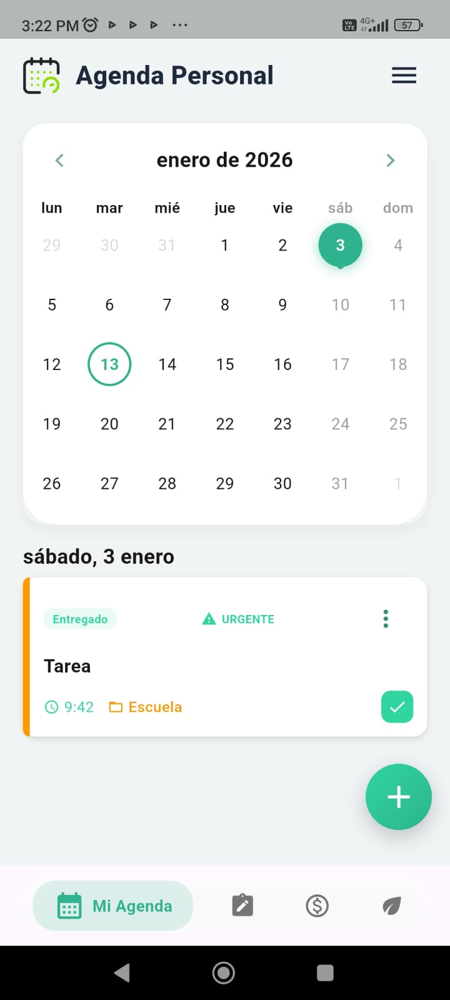 3:22 PM
Vo LTE 4G+ 57
Agenda Personal
enero de 2026
lun mar mié jue vie sáb dom
29 30 31 1 2 3 4
5 6 7 8 9 10 11
12 13 14 15 16 17 18
19 20 21 22 23 24 25
26 27 28 29 30 31 1
sábado, 3 enero
Entregado URGENTE
Tarea
9:42 Escuela
Mi Agenda